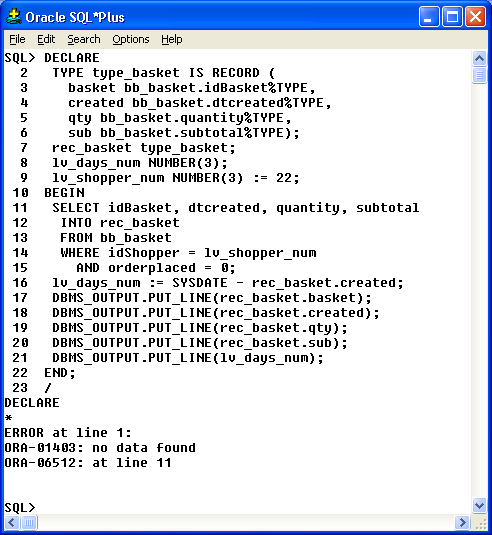 Oracle SQL*Plus
File Edit Search Options Help
SQL> DECLARE
  2   TYPE type_basket IS RECORD (
  3     basket bb_basket.idBasket%TYPE,
  4     created bb_basket.dtcreated%TYPE,
  5     qty bb_basket.quantity%TYPE,
  6     sub bb_basket.subtotal%TYPE);
  7   rec_basket type_basket;
  8   lv_days_num NUMBER(3);
  9   lv_shopper_num NUMBER(3) := 22;
 10  BEGIN
 11   SELECT idBasket, dtcreated, quantity, subtotal
 12    INTO rec_basket
 13    FROM bb_basket
 14    WHERE idShopper = lv_shopper_num
 15      AND orderplaced = 0;
 16   lv_days_num := SYSDATE - rec_basket.created;
 17   DBMS_OUTPUT.PUT_LINE(rec_basket.basket);
 18   DBMS_OUTPUT.PUT_LINE(rec_basket.created);
 19   DBMS_OUTPUT.PUT_LINE(rec_basket.qty);
 20   DBMS_OUTPUT.PUT_LINE(rec_basket.sub);
 21   DBMS_OUTPUT.PUT_LINE(lv_days_num);
 22  END;
 23  /
DECLARE
*
ERROR at line 1:
ORA-01403: no data found
ORA-06512: at line 11
SQL>